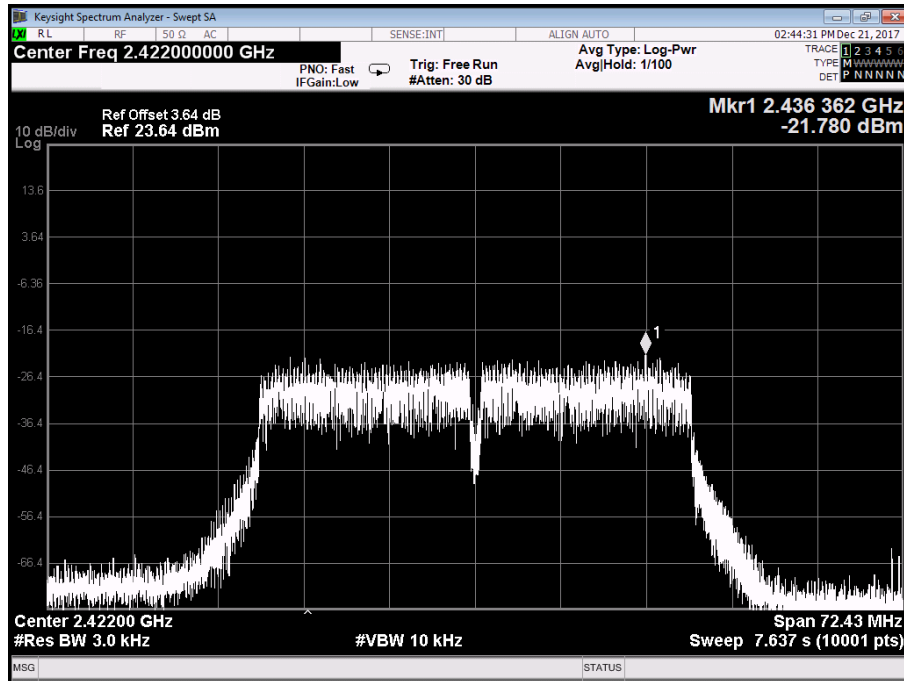 Keysight Spectrum Analyzer - Swept SA
LXI RL RF 50 Ω AC SENSE:INT ALIGN AUTO 02:44:31 PM Dec 21, 2017
Center Freq 2.422000000 GHz
PNO: Fast
IFGain:Low
Trig: Free Run
#Atten: 30 dB
Avg Type: Log-Pwr
Avg|Hold: 1/100
TRACE 1 2 3 4 5 6
TYPE M W W W W W
DET P N N N N N
Mkr1 2.436 362 GHz
-21.780 dBm
Ref Offset 3.64 dB
10 dB/div Ref 23.64 dBm
Log
13.6
3.64
-6.36
-16.4
1
-26.4
-36.4
-46.4
-56.4
-66.4
Center 2.42200 GHz Span 72.43 MHz
#Res BW 3.0 kHz #VBW 10 kHz Sweep 7.637 s (10001 pts)
MSG STATUS